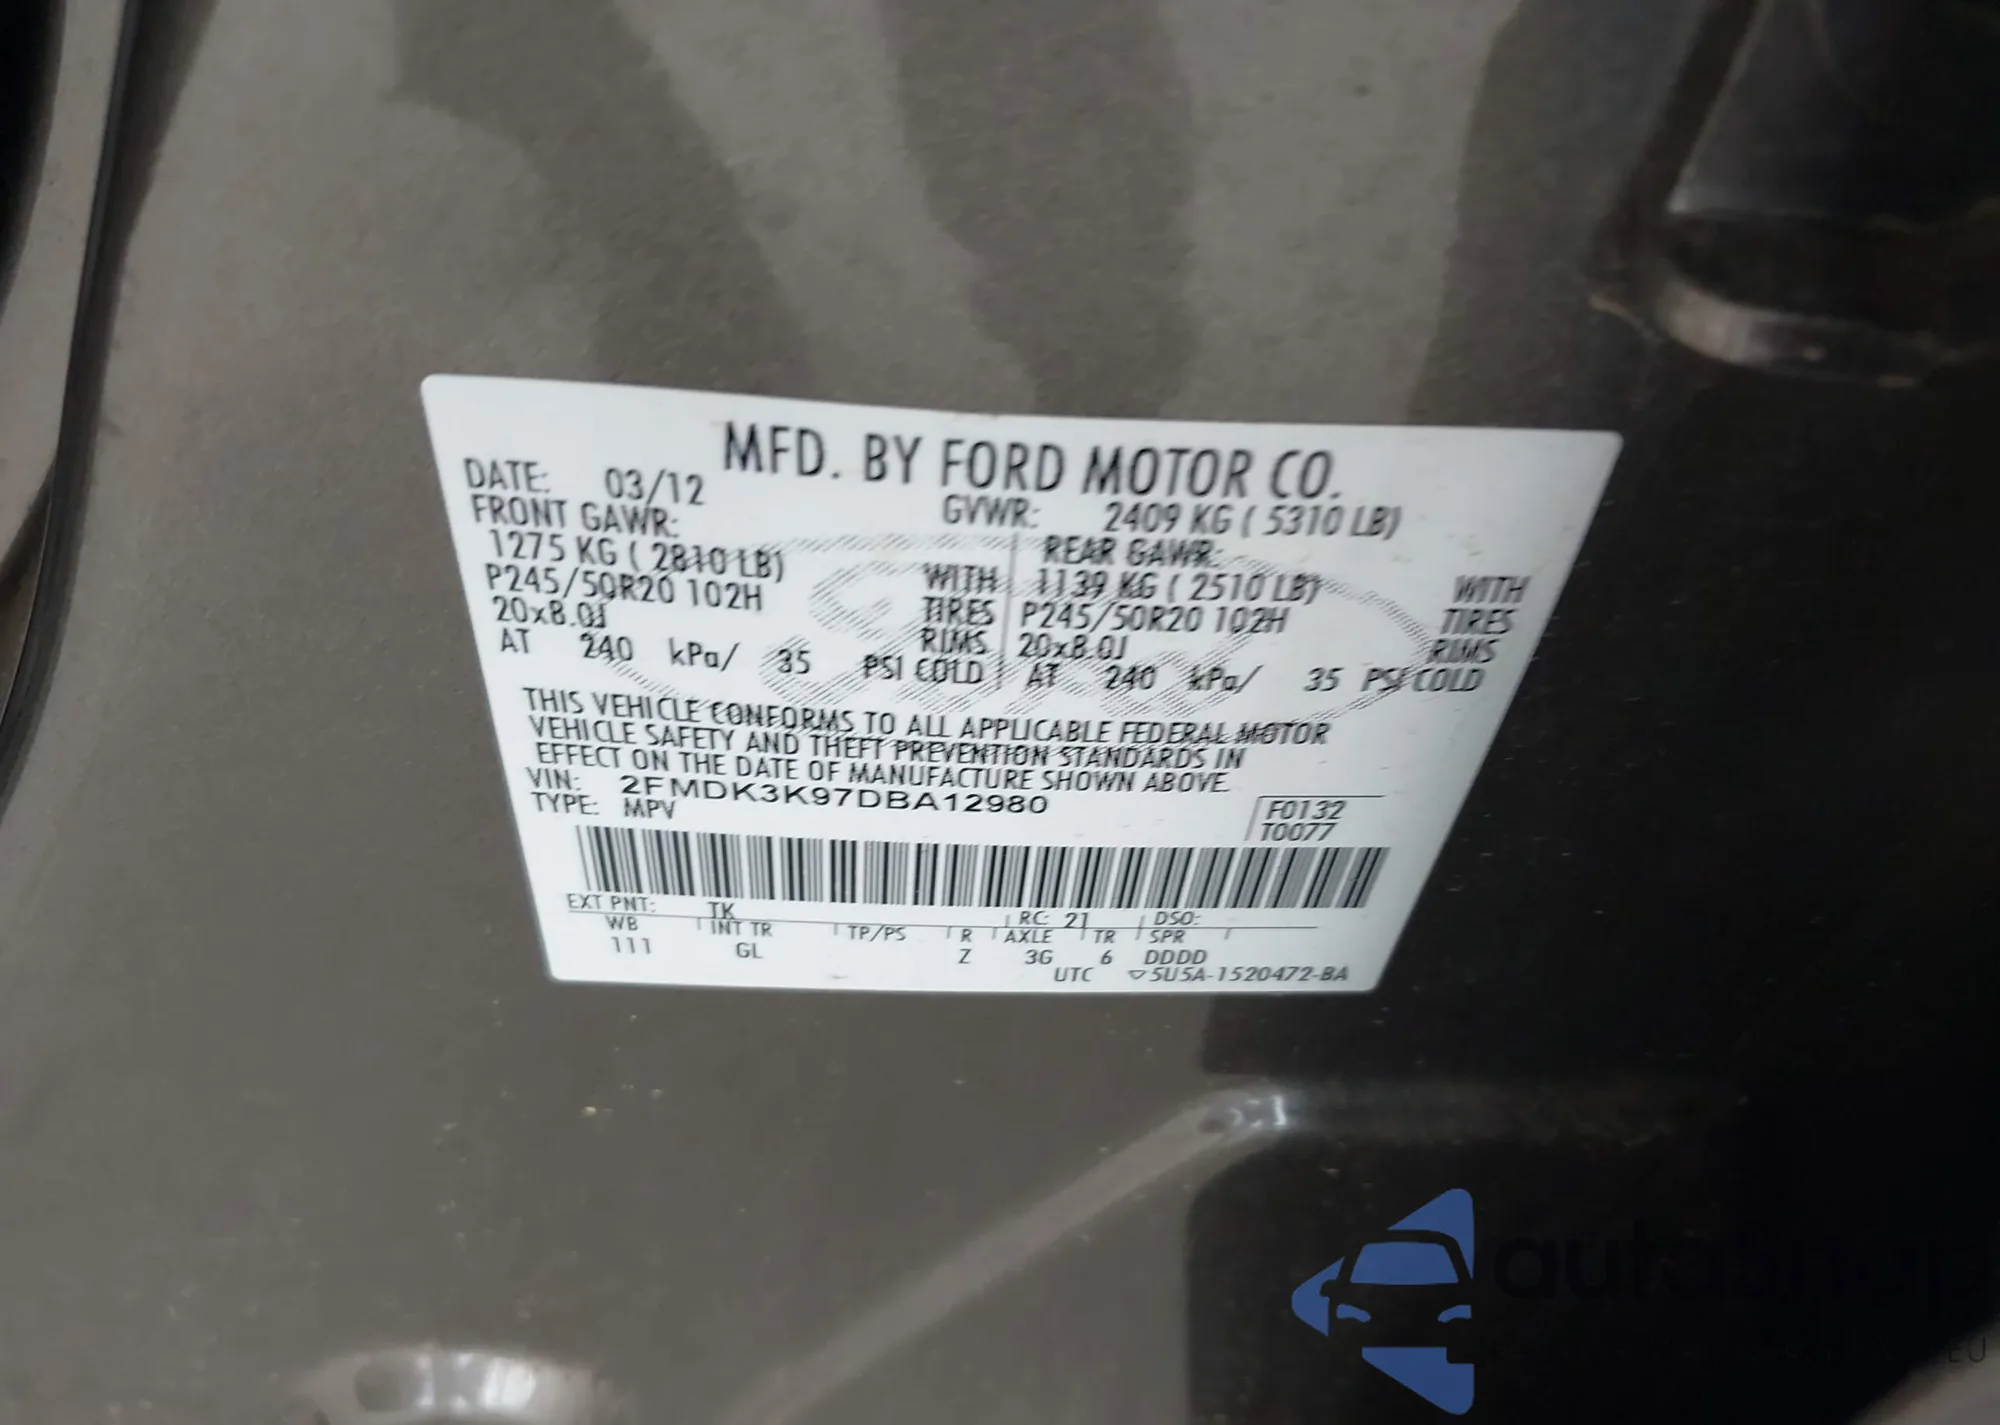 MFD. BY FORD MOTOR CO.
DATE: 03/12 GVWR: 2409 KG ( 5310 LB)
FRONT GAWR: REAR GAWR:
1275 KG ( 2810 LB) WITH 1139 KG ( 2510 LB) WITH
P245/50R20 102H TIRES P245/50R20 102H TIRES
20x8.0J RIMS 20x8.0J RIMS
AT 240 kPa/ 35 PSI COLD AT 240 kPa/ 35 PSI COLD
THIS VEHICLE CONFORMS TO ALL APPLICABLE FEDERAL MOTOR
VEHICLE SAFETY AND THEFT PREVENTION STANDARDS IN
EFFECT ON THE DATE OF MANUFACTURE SHOWN ABOVE.
VIN: 2FMDK3K97DBA12980
TYPE: MPV
F0132
T0077
EXT PNT: TK RC: 21 DSO:
WB INT TR TP/PS R AXLE TR SPR
111 GL Z 3G 6 DDDD
UTC ▽5U5A-1520472-BA
EU